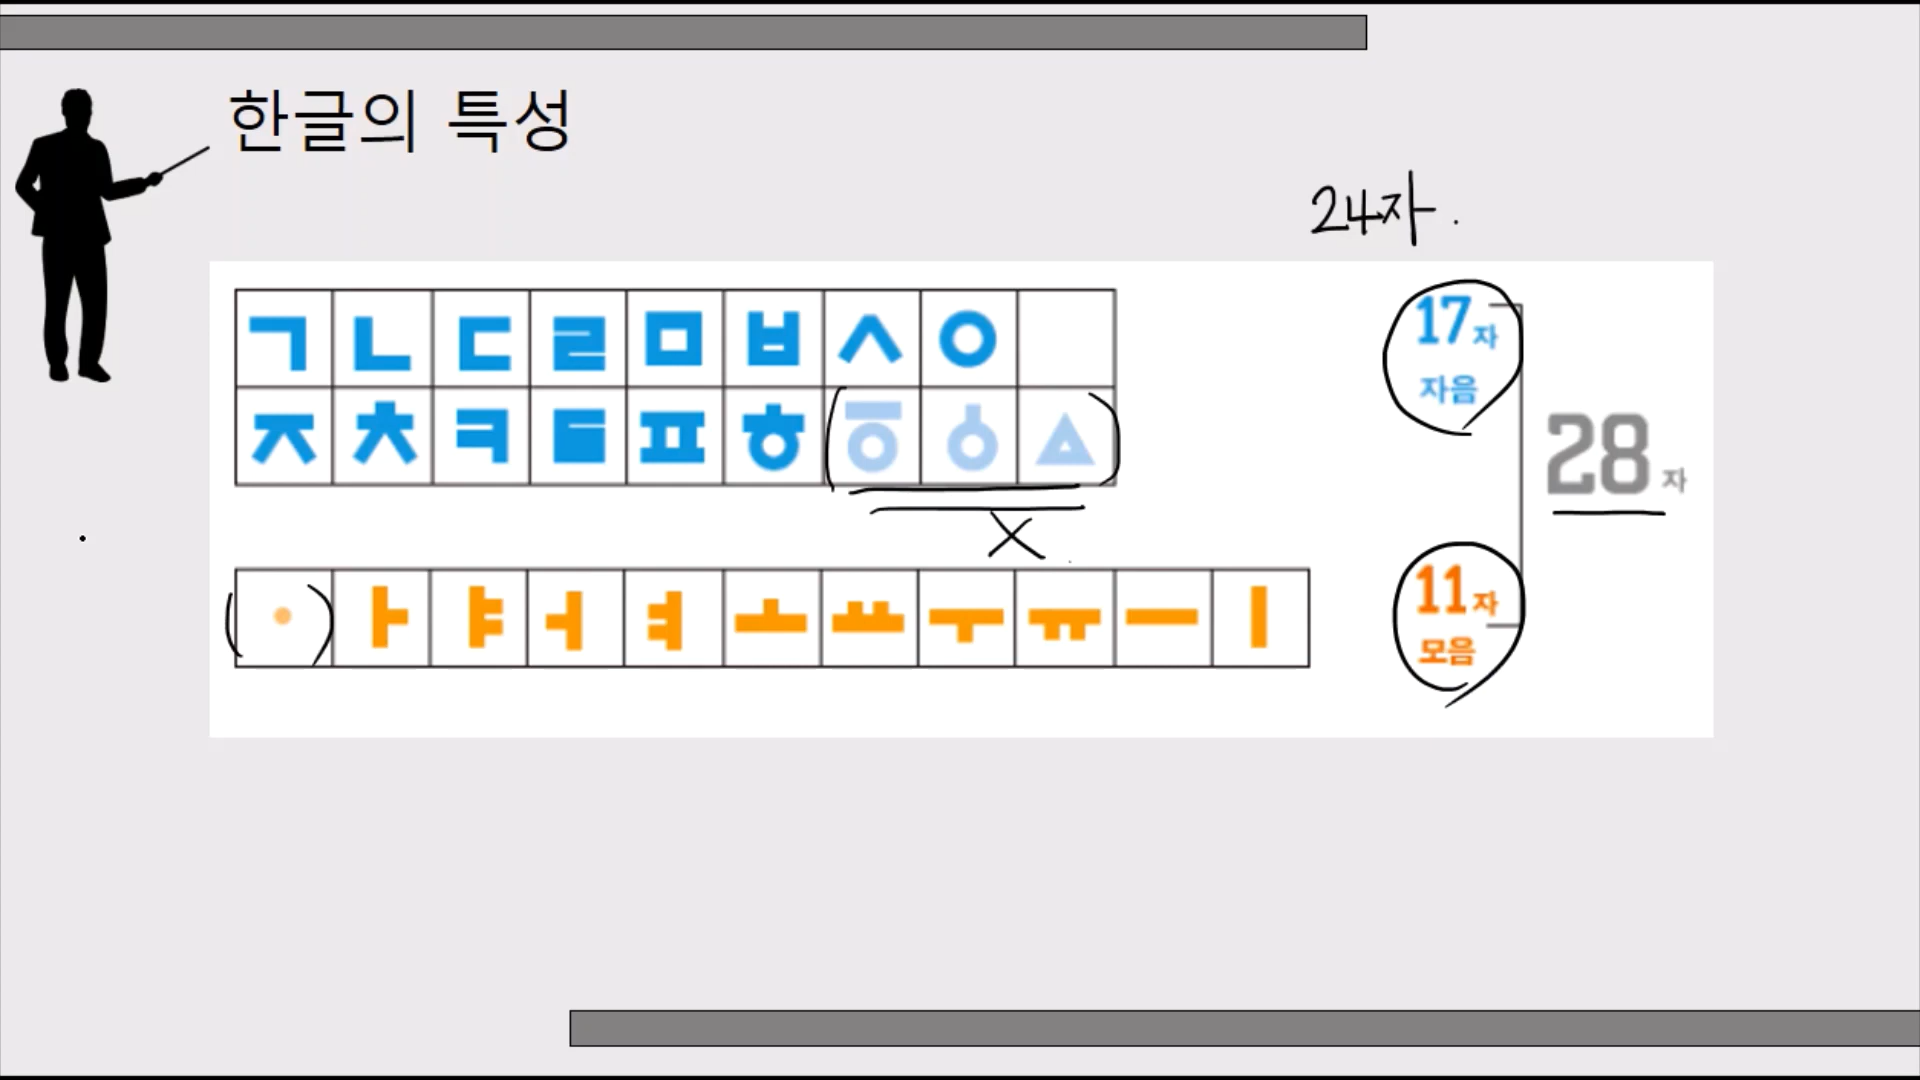 한글의 특성
24자.
ㄱ ㄴ ㄷ ㄹ ㅁ ㅂ ㅅ ㅇ
ㅈ ㅊ ㅋ ㅌ ㅍ ㅎ ㆆ ㆁ ㅿ
X
ㆍ ㅏ ㅑ ㅓ ㅕ ㅗ ㅛ ㅜ ㅠ ㅡ ㅣ
17자
자음
28자
11자
모음